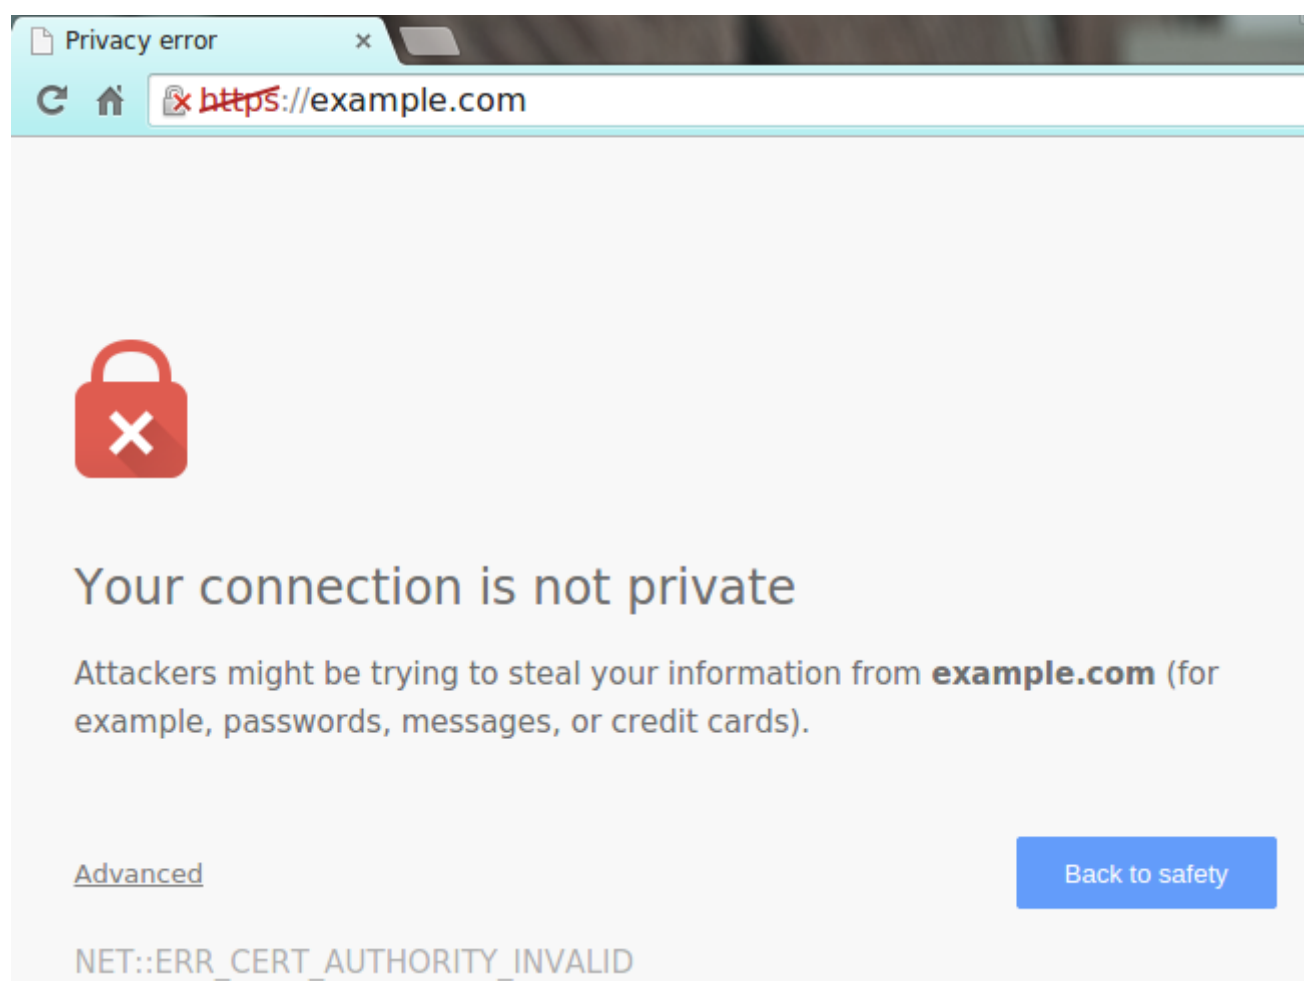 Privacy error
https://example.com
Your connection is not private
Attackers might be trying to steal your information from example.com (for
example, passwords, messages, or credit cards).
Advanced
Back to safety
NET::ERR_CERT_AUTHORITY_INVALID